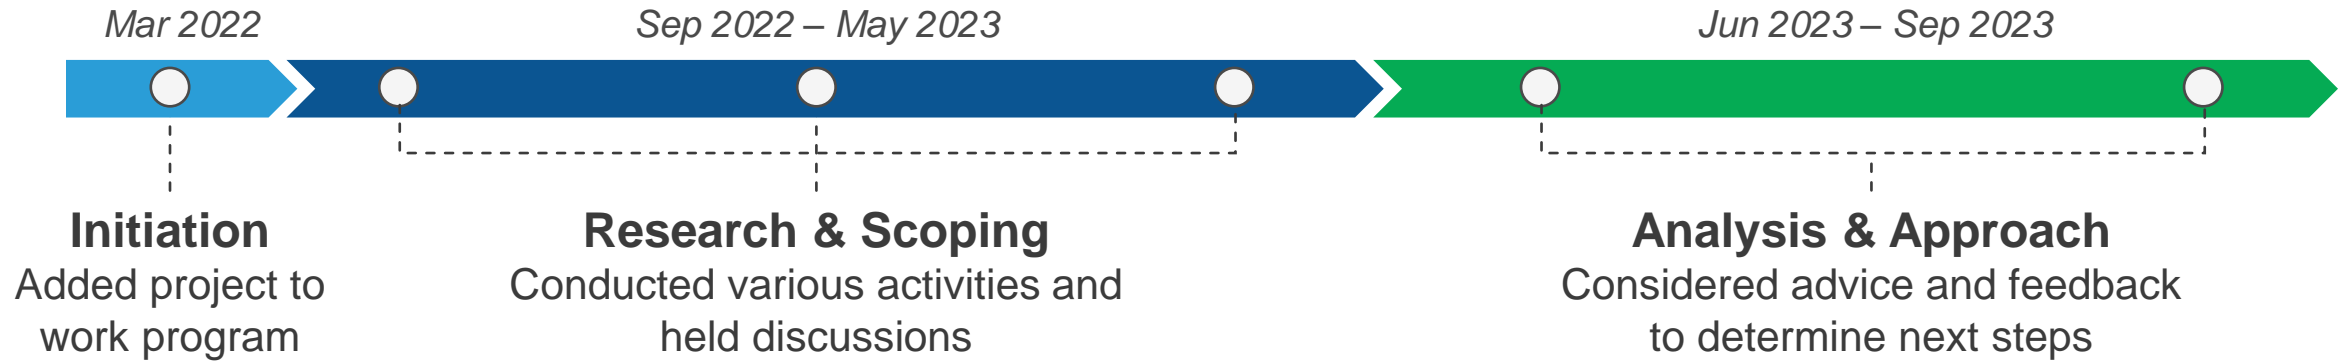 Mar 2022
Sep 2022 – May 2023
Jun 2023 – Sep 2023
Initiation
Added project to
work program
Research & Scoping
Conducted various activities and
held discussions
Analysis & Approach
Considered advice and feedback
to determine next steps